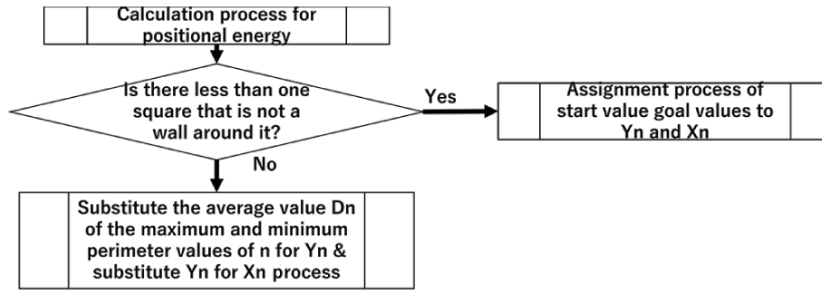 Calculation process for
positional energy
Is there less than one
square that is not a
wall around it?
Yes
Assignment process of
start value goal values to
Yn and Xn
No
Substitute the average value Dn
of the maximum and minimum
perimeter values of n for Yn &
substitute Yn for Xn process